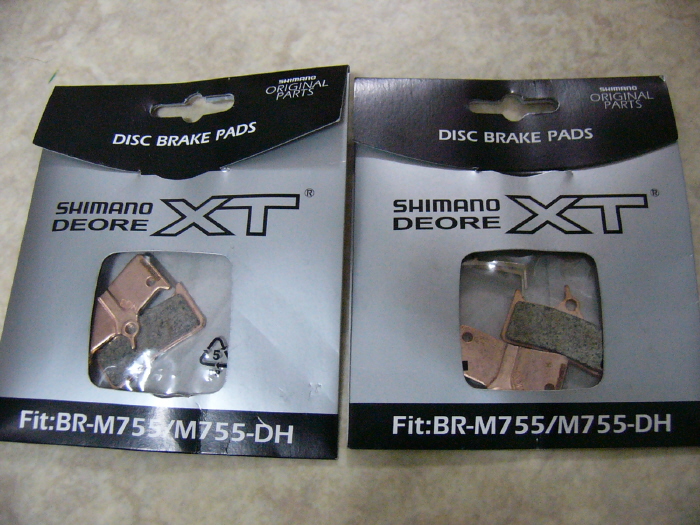 SHIMANO
ORIGINAL
PARTS
DISC BRAKE PADS
SHIMANO
DEORE XT®
5
Fit:BR-M755/M755-DH
SHIMANO
ORIGINAL
PARTS
DISC BRAKE PADS
SHIMANO
DEORE XT®
Fit:BR-M755/M755-DH